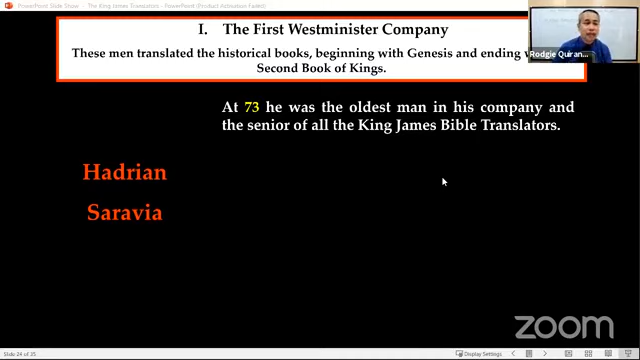 PowerPoint Slide Show - The King James Translators - PowerPoint (Product Activation Failed)
I. The First Westminister Company
These men translated the historical books, beginning with Genesis and ending
Second Book of Kings.
Rodgie Quiran...
At 73 he was the oldest man in his company and
the senior of all the King James Bible Translators.
Hadrian
Saravia
zoom
Slide 24 of 35
Display Settings